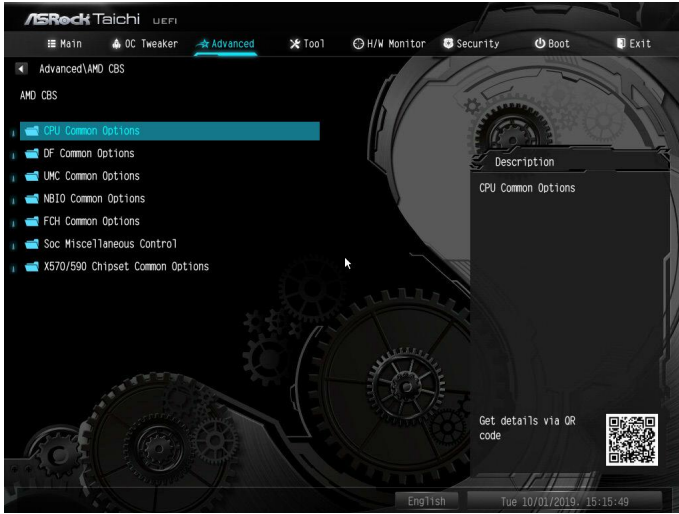 ASRock Taichi UEFI
Main OC Tweaker Advanced Tool H/W Monitor Security Boot Exit
Advanced\AMD CBS
AMD CBS
CPU Common Options
DF Common Options
UMC Common Options
NBIO Common Options
FCH Common Options
Soc Miscellaneous Control
X570/590 Chipset Common Options
Description
CPU Common Options
Get details via QR
code
English Tue 10/01/2019. 15:15:49